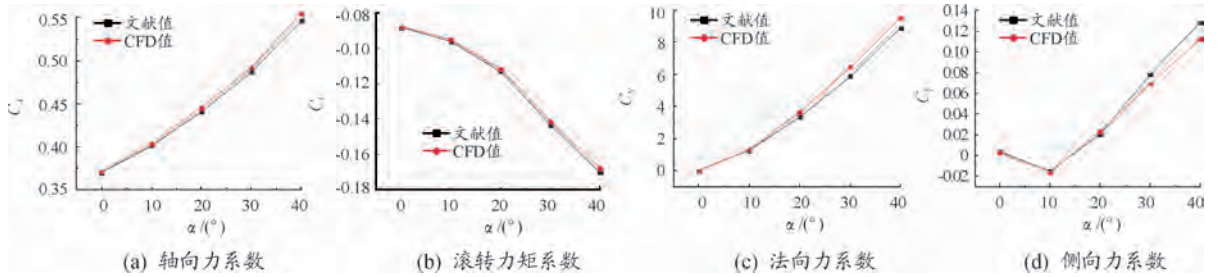 0.55
0.50
0.45
0.40
0.35
文献值
CFD值
0 10 20 30 40
α/(°)
(a) 轴向力系数
-0.08
-0.10
-0.12
-0.14
-0.16
-0.18
文献值
CFD值
0 10 20 30 40
α/(°)
(b) 滚转力矩系数
10
8
6
4
2
0
文献值
CFD值
0 10 20 30 40
α/(°)
(c) 法向力系数
0.14
0.12
0.10
0.08
0.06
0.04
0.02
0
-0.02
文献值
CFD值
0 10 20 30 40
α/(°)
(d) 侧向力系数